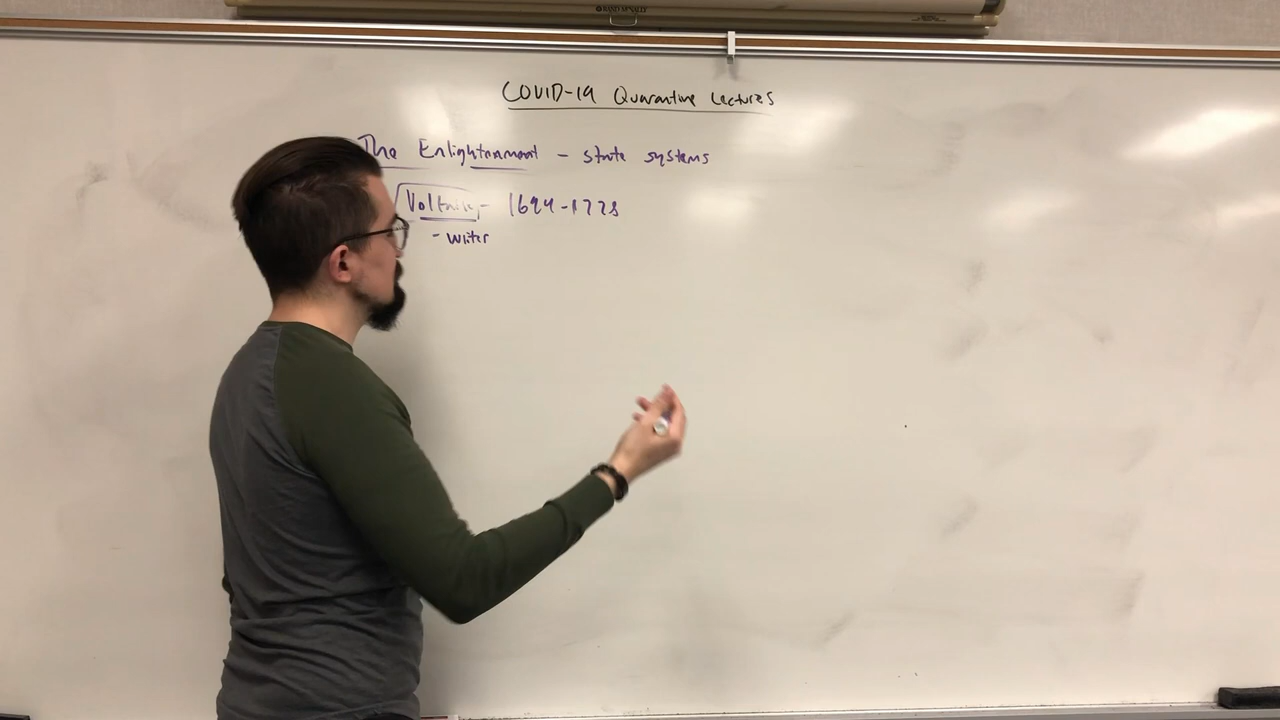 COVID-19 Quarantine Lectures
The Enlightenment - state systems
Voltaire - 1694-1778
- writer